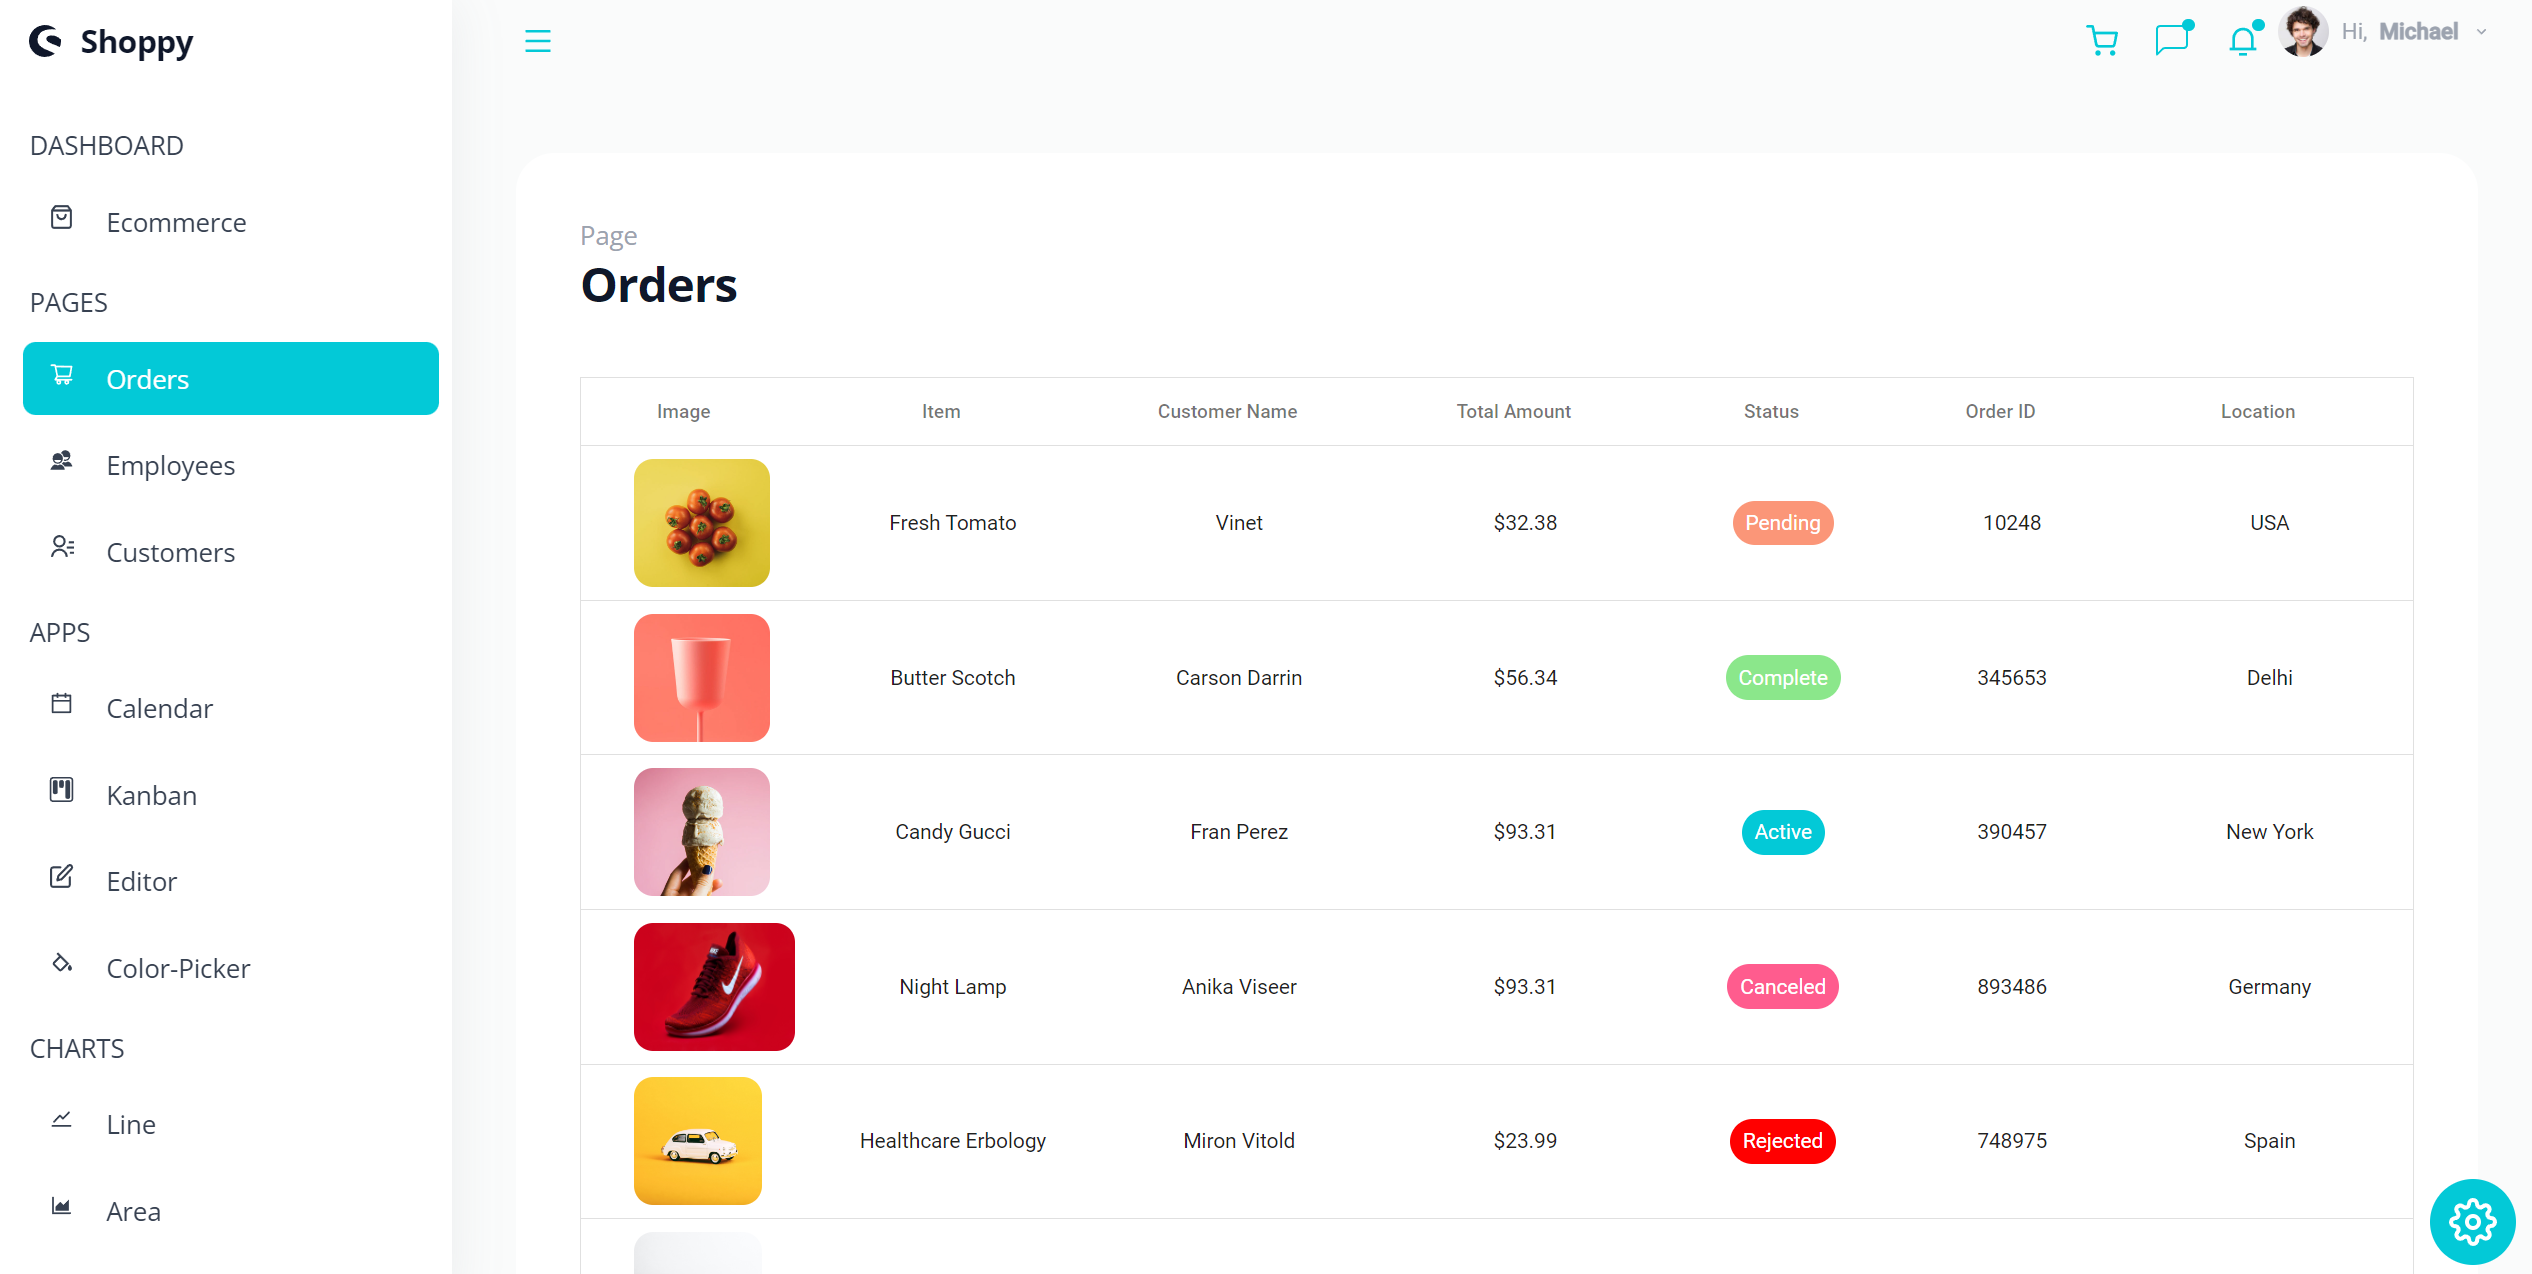 Shoppy
Hi, Michael
DASHBOARD
Ecommerce
PAGES
Orders
Employees
Customers
APPS
Calendar
Kanban
Editor
Color-Picker
CHARTS
Line
Area
Page
Orders
Image Item Customer Name Total Amount Status Order ID Location
Fresh Tomato Vinet $32.38 Pending 10248 USA
Butter Scotch Carson Darrin $56.34 Complete 345653 Delhi
Candy Gucci Fran Perez $93.31 Active 390457 New York
Night Lamp Anika Viseer $93.31 Canceled 893486 Germany
Healthcare Erbology Miron Vitold $23.99 Rejected 748975 Spain